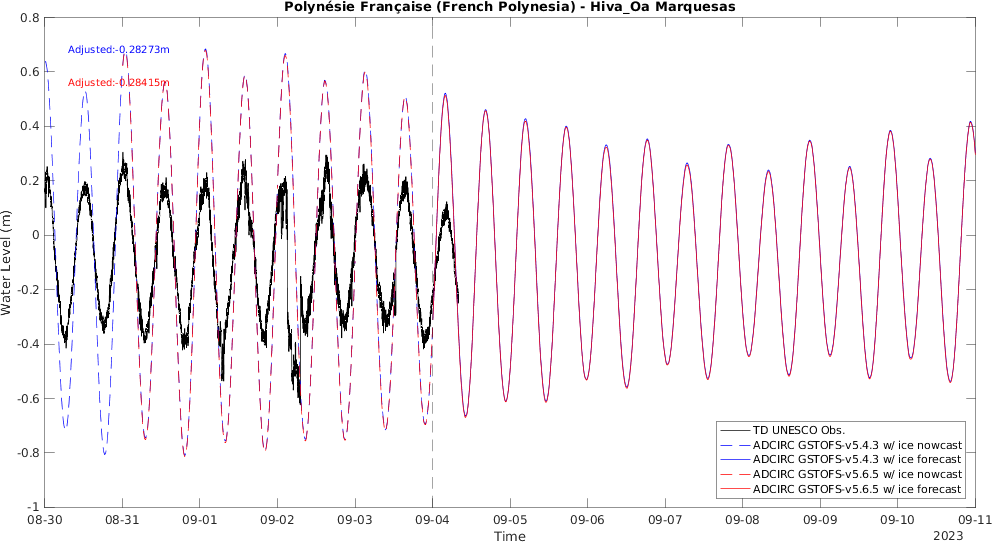 Polynésie Française (French Polynesia) - Hiva_Oa Marquesas
0.8
0.6
0.4
0.2
0
-0.2
-0.4
-0.6
-0.8
-1
Water Level (m)
Adjusted:-0.28273m
Adjusted:-0.28415m
TD UNESCO Obs.
ADCIRC GSTOFS-v5.4.3 w/ ice nowcast
ADCIRC GSTOFS-v5.4.3 w/ ice forecast
ADCIRC GSTOFS-v5.6.5 w/ ice nowcast
ADCIRC GSTOFS-v5.6.5 w/ ice forecast
08-30 08-31 09-01 09-02 09-03 09-04 09-05 09-06 09-07 09-08 09-09 09-10 09-11
Time
2023